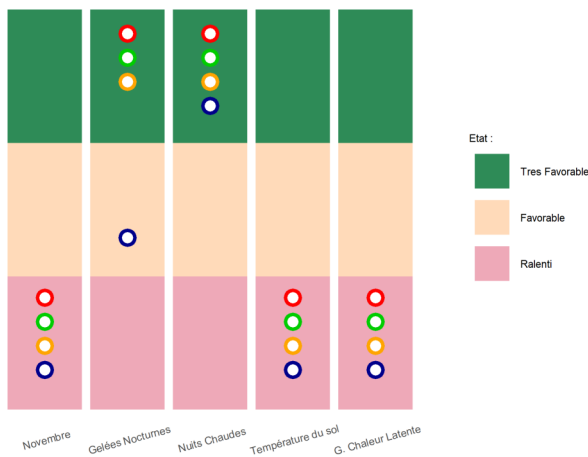 Etat :
Tres Favorable
Favorable
Ralenti
Novembre
Gelées Nocturnes
Nuits Chaudes
Température du sol
G. Chaleur Latente